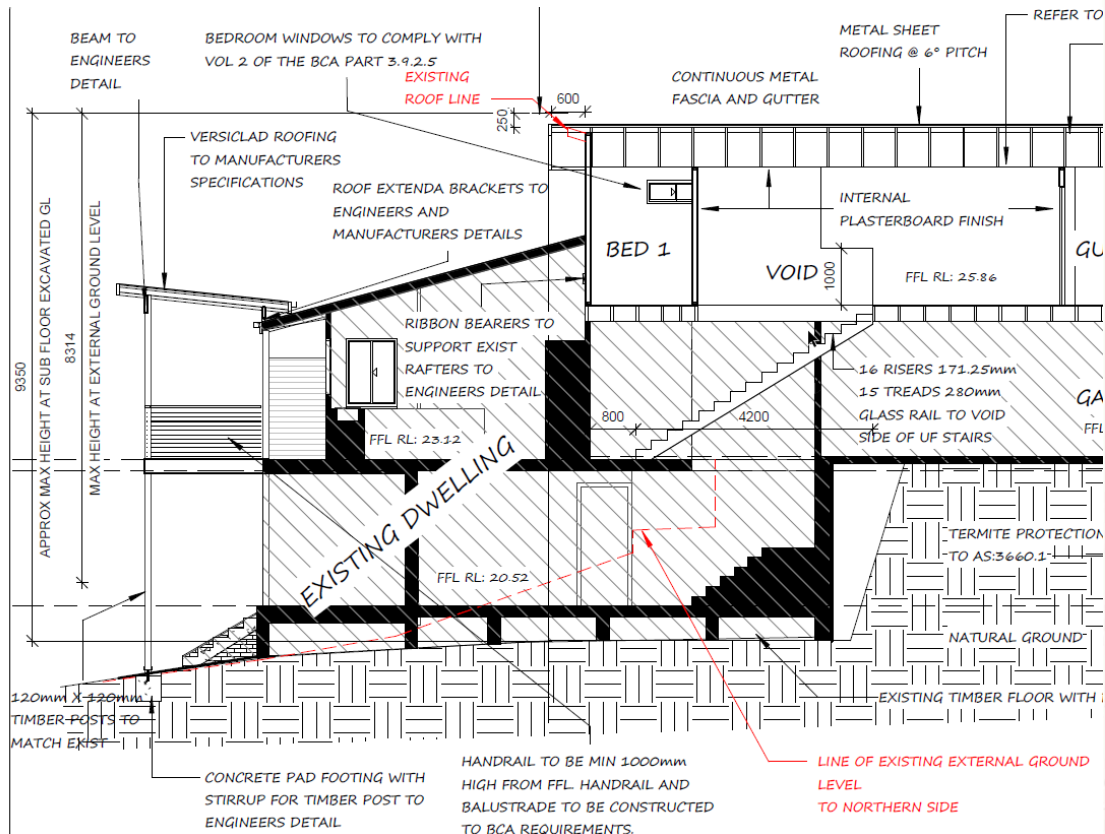 BEAM TO
ENGINEERS
DETAIL
BEDROOM WINDOWS TO COMPLY WITH
VOL 2 OF THE BCA PART 3.9.2.5
EXISTING
ROOF LINE
METAL SHEET
ROOFING @ 6° PITCH
REFER TO
CONTINUOUS METAL
FASCIA AND GUTTER
600
250
VERSICLAD ROOFING
TO MANUFACTURERS
SPECIFICATIONS
ROOF EXTENDA BRACKETS TO
ENGINEERS AND
MANUFACTURERS DETAILS
INTERNAL
PLASTERBOARD FINISH
BED 1
VOID
1000
FFL RL: 25.86
GU
APPROX MAX HEIGHT AT SUB FLOOR EXCAVATED GL
9350
MAX HEIGHT AT EXTERNAL GROUND LEVEL
8314
RIBBON BEARERS TO
SUPPORT EXIST
RAFTERS TO
ENGINEERS DETAIL
16 RISERS 171.25mm
15 TREADS 280mm
GLASS RAIL TO VOID
SIDE OF UF STAIRS
GA
FFL
800
4200
FFL RL: 23.12
EXISTING DWELLING
FFL RL: 20.52
TERMITE PROTECTION
TO AS:3660.1
NATURAL GROUND
EXISTING TIMBER FLOOR WITH
120mm X 120mm
TIMBER POSTS TO
MATCH EXIST
CONCRETE PAD FOOTING WITH
STIRRUP FOR TIMBER POST TO
ENGINEERS DETAIL
HANDRAIL TO BE MIN 1000mm
HIGH FROM FFL. HANDRAIL AND
BALUSTRADE TO BE CONSTRUCTED
TO BCA REQUIREMENTS.
LINE OF EXISTING EXTERNAL GROUND
LEVEL
TO NORTHERN SIDE